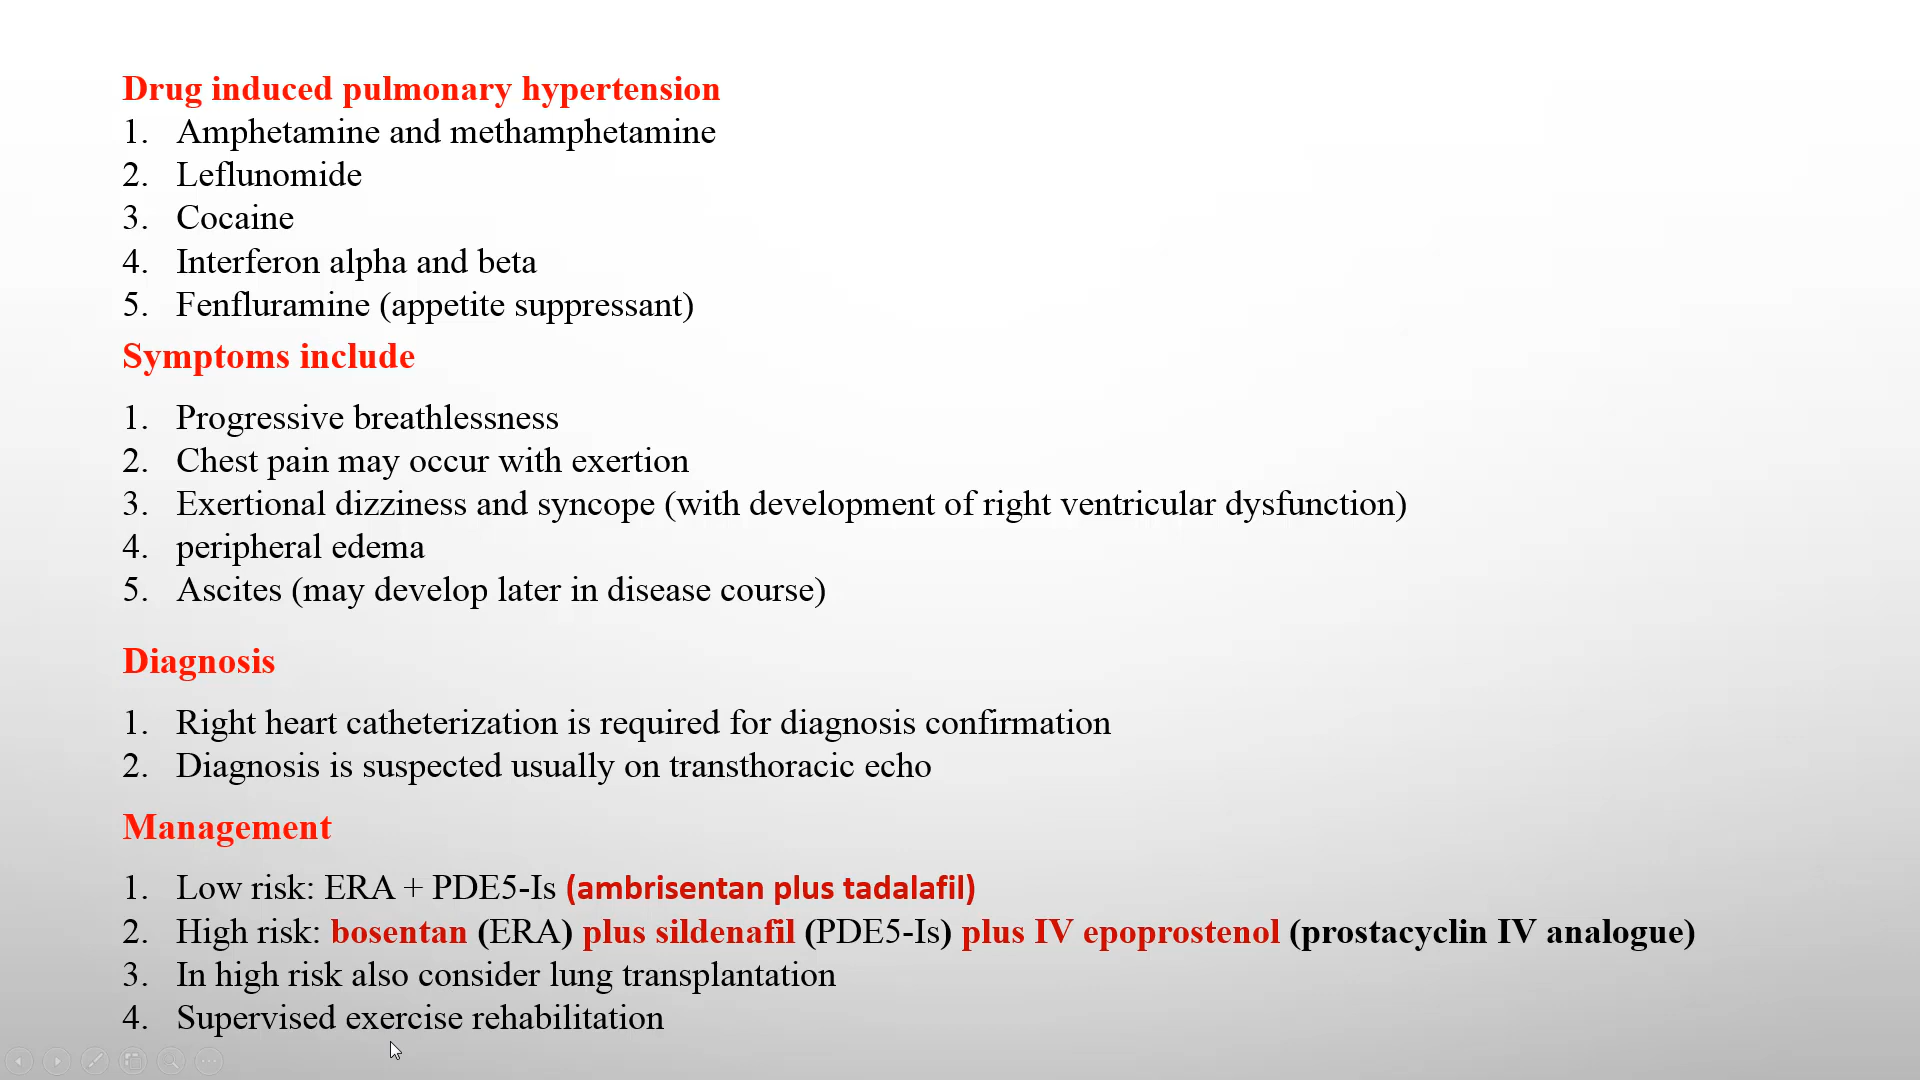 Drug induced pulmonary hypertension
1. Amphetamine and methamphetamine
2. Leflunomide
3. Cocaine
4. Interferon alpha and beta
5. Fenfluramine (appetite suppressant)
Symptoms include
1. Progressive breathlessness
2. Chest pain may occur with exertion
3. Exertional dizziness and syncope (with development of right ventricular dysfunction)
4. peripheral edema
5. Ascites (may develop later in disease course)
Diagnosis
1. Right heart catheterization is required for diagnosis confirmation
2. Diagnosis is suspected usually on transthoracic echo
Management
1. Low risk: ERA + PDE5-Is (ambrisentan plus tadalafil)
2. High risk: bosentan (ERA) plus sildenafil (PDE5-Is) plus IV epoprostenol (prostacyclin IV analogue)
3. In high risk also consider lung transplantation
4. Supervised exercise rehabilitation